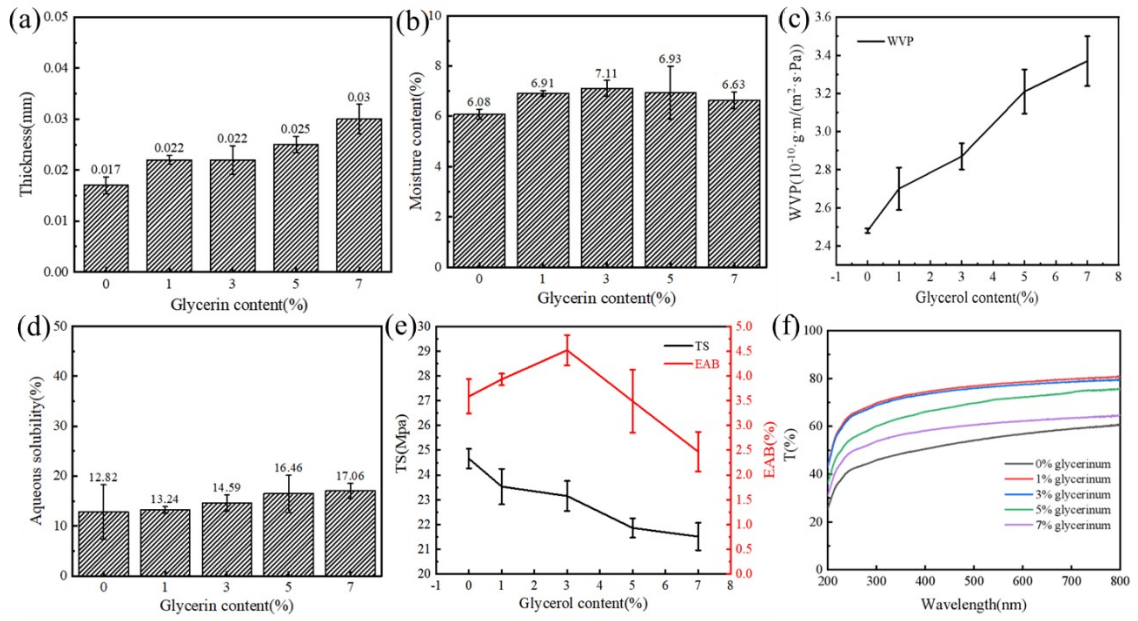 (a)
0.05
0.04
0.03
0.02
0.01
0.00
Thickness(mm)
0.017
0.022
0.022
0.025
0.03
0
1
3
5
7
Glycerin content(%)
(b)
10
8
6
4
2
0
Moisture content(%)
6.08
6.91
7.11
6.93
6.63
0
1
3
5
7
Glycerin content(%)
(c)
WVP
3.6
3.4
3.2
3.0
2.8
2.6
2.4
WVP(10⁻¹⁰·g·m/(m²·s·Pa))
-1 0 1 2 3 4 5 6 7 8
Glycerol content(%)
(d)
50
40
30
20
10
0
Aqueous solubility(%)
12.82
13.24
14.59
16.46
17.06
0
1
3
5
7
Glycerin content(%)
(e)
30
29
28
27
26
25
24
23
22
21
20
TS(Mpa)
TS
EAB
5.0
4.5
4.0
3.5
3.0
2.5
2.0
1.5
1.0
0.5
0.0
EAB(%)
-1 0 1 2 3 4 5 6 7 8
Glycerol content(%)
(f)
100
80
60
40
20
0
T(%)
0% glycerinum
1% glycerinum
3% glycerinum
5% glycerinum
7% glycerinum
200 300 400 500 600 700 800
Wavelength(nm)